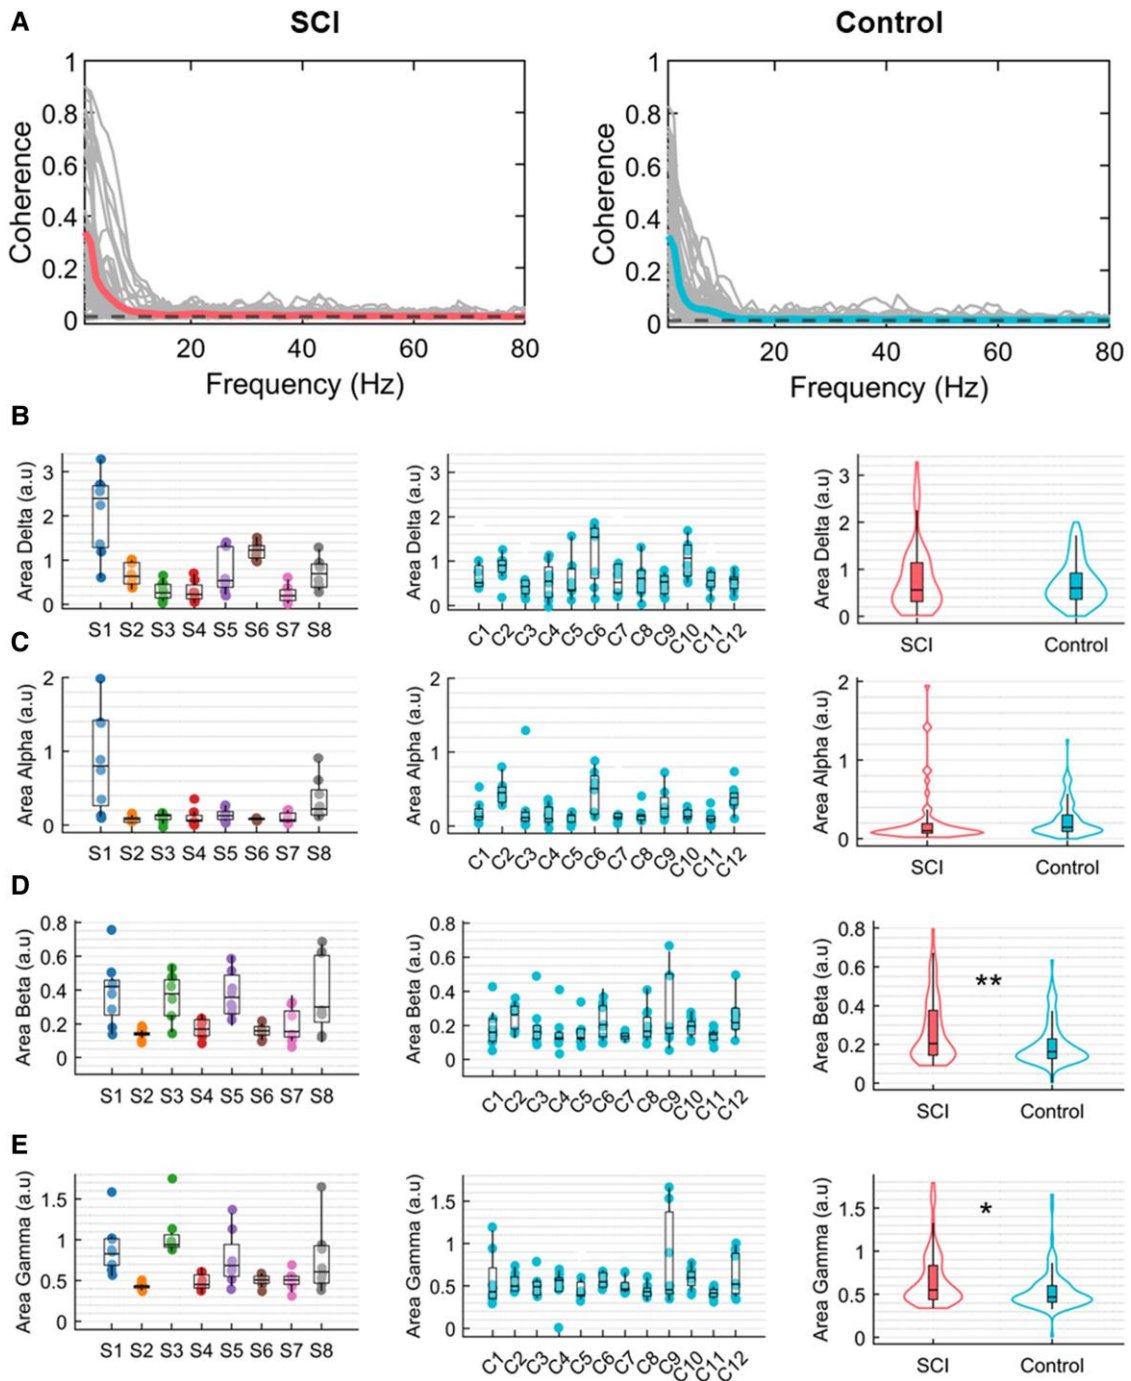 A
SCI
Control
1
0.8
0.6
0.4
0.2
0
Coherence
20 40 60 80
Frequency (Hz)
1
0.8
0.6
0.4
0.2
0
Coherence
20 40 60 80
Frequency (Hz)
B
Area Delta (a.u)
3
2
1
0
S1 S2 S3 S4 S5 S6 S7 S8
Area Delta (a.u)
3
2
1
0
C1 C2 C3 C4 C5 C6 C7 C8 C9 C10 C11 C12
Area Delta (a.u)
3
2
1
0
SCI Control
C
Area Alpha (a.u)
2
1
0
S1 S2 S3 S4 S5 S6 S7 S8
Area Alpha (a.u)
2
1
0
C1 C2 C3 C4 C5 C6 C7 C8 C9 C10 C11 C12
Area Alpha (a.u)
2
1
0
SCI Control
D
Area Beta (a.u)
0.8
0.6
0.4
0.2
0
S1 S2 S3 S4 S5 S6 S7 S8
Area Beta (a.u)
0.8
0.6
0.4
0.2
0
C1 C2 C3 C4 C5 C6 C7 C8 C9 C10 C11 C12
Area Beta (a.u)
0.8
0.6
0.4
0.2
0
**
SCI Control
E
Area Gamma (a.u)
1.5
1
0.5
0
S1 S2 S3 S4 S5 S6 S7 S8
Area Gamma (a.u)
1.5
1
0.5
0
C1 C2 C3 C4 C5 C6 C7 C8 C9 C10 C11 C12
Area Gamma (a.u)
1.5
1
0.5
0
*
SCI Control